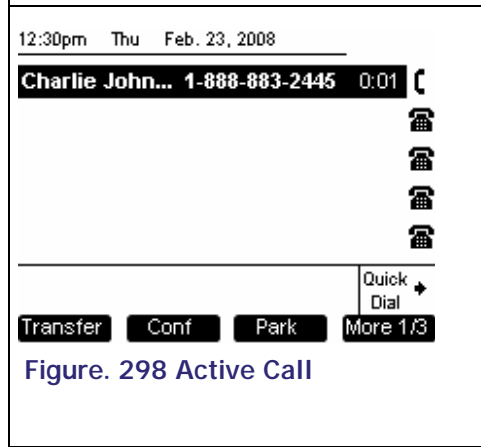 12:30pm Thu Feb. 23, 2008
Charlie John... 1-888-883-2445 0:01
Quick
Dial
Transfer Conf Park More 1/3
Figure. 298 Active Call